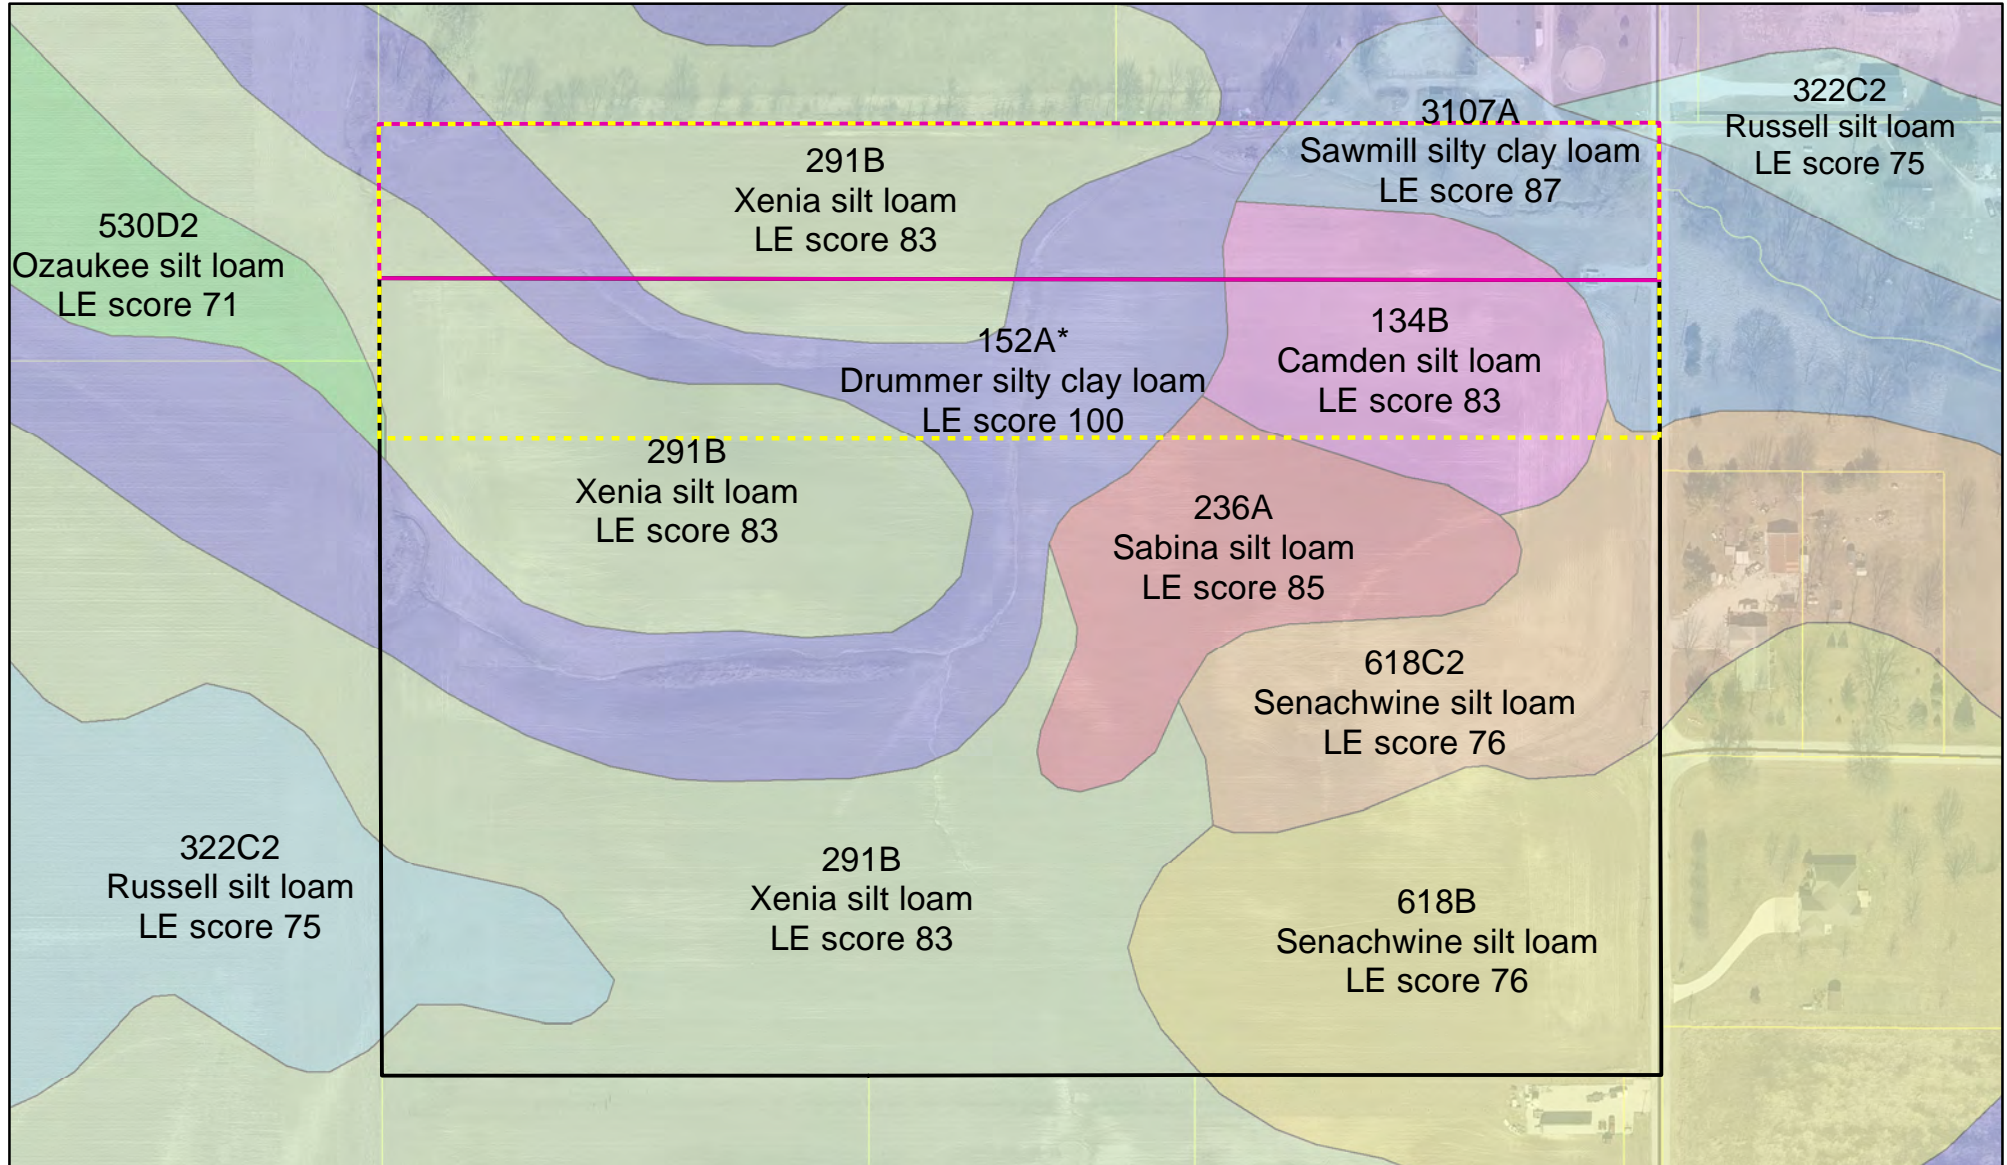 322C2
Russell silt loam
LE score 75
3107A
Sawmill silty clay loam
LE score 87
291B
Xenia silt loam
LE score 83
530D2
Ozaukee silt loam
LE score 71
152A*
Drummer silty clay loam
LE score 100
134B
Camden silt loam
LE score 83
291B
Xenia silt loam
LE score 83
236A
Sabina silt loam
LE score 85
618C2
Senachwine silt loam
LE score 76
322C2
Russell silt loam
LE score 75
291B
Xenia silt loam
LE score 83
618B
Senachwine silt loam
LE score 76